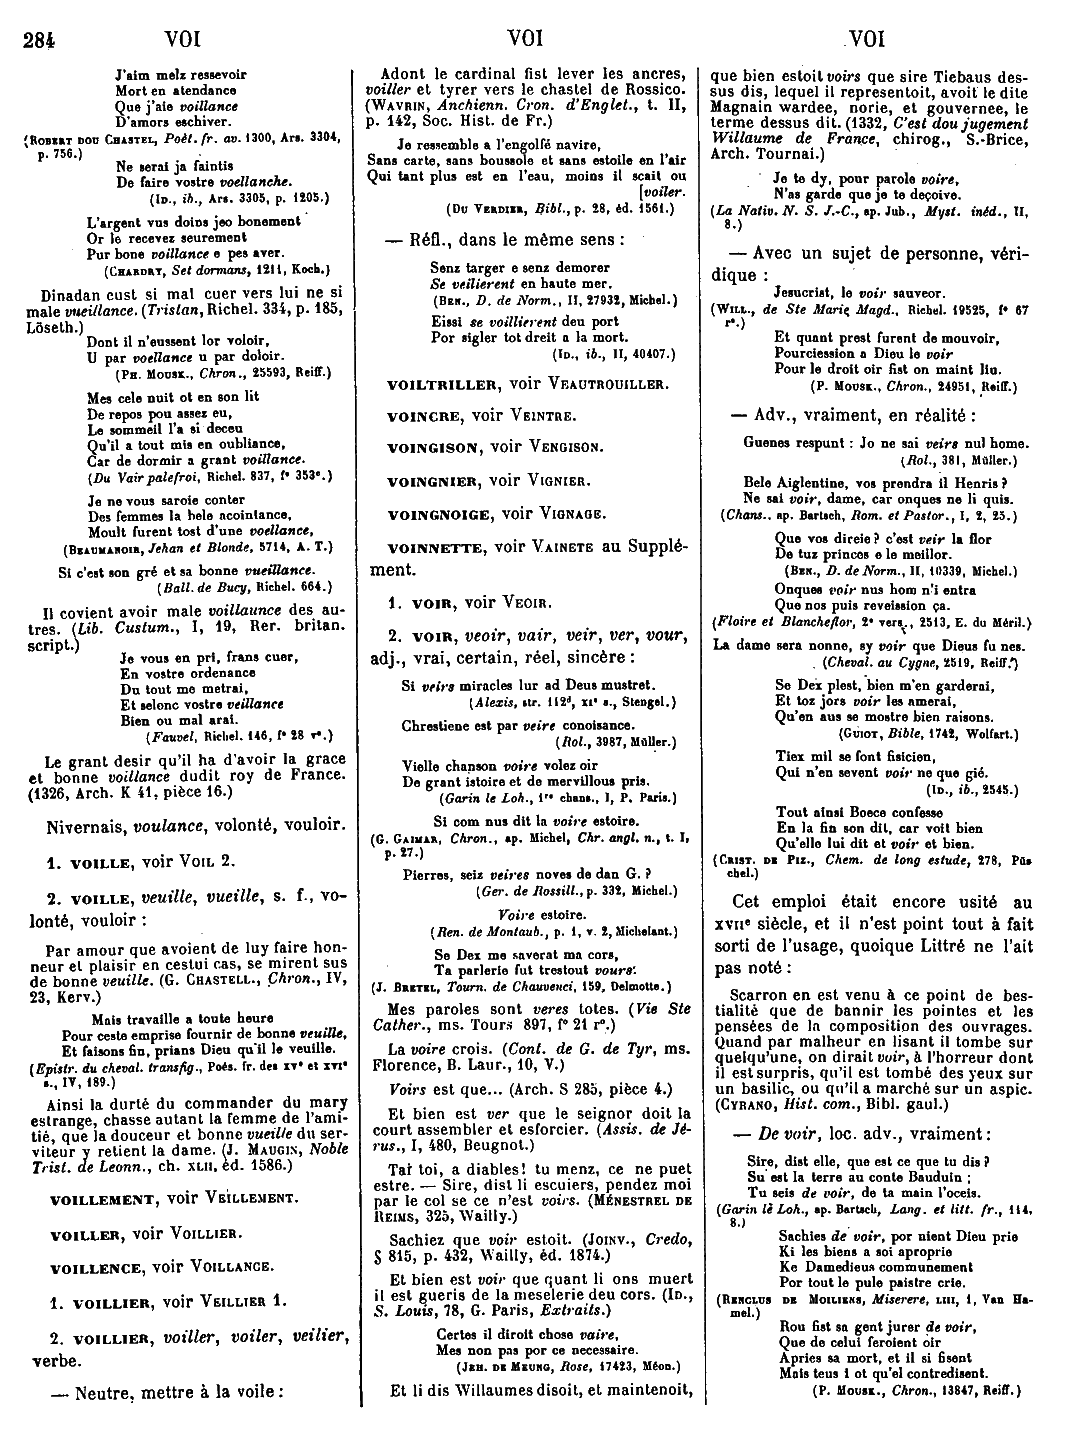 284 VOI VOI VOI
J'aim melz ressevoir
Mort en atendance
Que j'aie voillance
D'amors eschiver.
(ROBERT DOU CHASTEL, Poët. fr. av. 1300, Ars. 3304,
p. 756.)
Ne serai ja faintis
De faire vostre voellanche.
(ID., ib., Ars. 3305, p. 1205.)
L'argent vus doins jeo bonement
Or le recevez seurement
Pur bone voillance e pes aver.
(CHARDRY, Set dormans, 1211, Koch.)
Dinadan cust si mal cuer vers lui ne si
male vueillance. (Tristan, Richel. 334, p. 185,
Löseth.)
Dont il n'eussent lor voloir,
U par voellance u par doloir.
(PH. MOUSK., Chron., 25593, Reiff.)
Mes cele nuit ot en son lit
De repos pou assez eu,
Le sommeil l'a si deceu
Qu'il a tout mis en oubliance,
Car de dormir a grant voillance.
(Du Vair palefroi, Richel. 837, f° 353ᵉ.)
Je ne vous saroie conter
Des femmes la bele acointance,
Moult furent tost d'une voellance,
(BEAUMANOIR, Jehan et Blonde, 5714, A. T.)
Si c'est son gré et sa bonne vueillance.
(Ball. de Bucy, Richel. 664.)
Il covient avoir male voillaunce des au-
tres. (Lib. Custum., I, 19, Rer. britan.
script.)
Je vous en pri, frans cuer,
En vostre ordenance
Du tout me metrai,
Et selonc vostre veillance
Bien ou mal arai.
(Fauvel, Richel. 146, f° 28 r°.)
Le grant desir qu'il ha d'avoir la grace
et bonne voillance dudit roy de France.
(1326, Arch. K 41, pièce 16.)
Nivernais, voulance, volonté, vouloir.
1. VOILLE, voir VOIL 2.
2. VOILLE, veuille, vueille, s. f., vo-
lonté, vouloir :
Par amour que avoient de luy faire hon-
neur et plaisir en cestui cas, se mirent sus
de bonne veuille. (G. CHASTELL., Chron., IV,
23, Kerv.)
Mais travaille a toute heure
Pour ceste emprise fournir de bonne veuille,
Et faisons fin, prians Dieu qu'il le veuille.
(Epistr. du cheval. transfig., Poés. fr. des XVᵉ et XVIᵉ
s., IV, 189.)
Ainsi la durté du commander du mary
estrange, chasse autant la femme de l'ami-
tié, que la douceur et bonne vueille du ser-
viteur y retient la dame. (J. MAUGIN, Noble
Trist. de Leonn., ch. XLII, éd. 1586.)
VOILLEMENT, voir VEILLEMENT.
VOILLER, voir VOILLIER.
VOILLENCE, voir VOILLANCE.
1. VOILLIER, voir VEILLIER 1.
2. VOILLIER, voiller, voiler, veilier,
verbe.
— Neutre, mettre à la voile :
Adont le cardinal fist lever les ancres,
voiller et tyrer vers le chastel de Rossico.
(WAVRIN, Anchienn. Cron. d'Englet., t. II,
p. 142, Soc. Hist. de Fr.)
Je ressemble a l'engolfé navire,
Sans carte, sans boussole et sans estoile en l'air
Qui tant plus est en l'eau, moins il scait ou
[voiler.
(DU VERDIER, Bibl., p. 28, éd. 1561.)
— Réfl., dans le même sens :
Senz targer e senz demorer
Se veilierent en haute mer.
(BEN., D. de Norm., II, 27932, Michel.)
Eissi se voillierent deu port
Por sigler tot dreit a la mort.
(ID., ib., II, 40407.)
VOILTRILLER, voir VEAUTROUILLER.
VOINCRE, voir VEINTRE.
VOINGISON, voir VENGISON.
VOINGNIER, voir VIGNIER.
VOINGNOIGE, voir VIGNAGE.
VOINNETTE, voir VAINETE au Supplé-
ment.
1. VOIR, voir VEOIR.
2. VOIR, veoir, vair, veir, ver, vour,
adj., vrai, certain, réel, sincère :
Si veirs miracles lur ad Deus mustret.
(Alexis, str. 112ᵈ, XIᵉ s., Stengel.)
Chrestiene est par veire conoisance.
(Rol., 3987, Müller.)
Vielle chanson voire volez oir
De grant istoire et de mervillous pris.
(Garin le Loh., 1ʳᵉ chans., I, P. Paris.)
Si com nus dit la voire estoire.
(G. GAIMAR, Chron., ap. Michel, Chr. angl. n., t. I,
p. 27.)
Pierres, seiz veires noves de dan G. ?
(Ger. de Rossill., p. 332, Michel.)
Voire estoire.
(Ren. de Montaub., p. 1, v. 2, Michelant.)
Se Dex me saverat ma cors,
Ta parlerie fut trestout vours.
(J. BRETEL, Tourn. de Chauvenci, 159, Delmotte.)
Mes paroles sont veres totes. (Vie Ste
Cather., ms. Tours 897, f° 21 r°.)
La voire crois. (Cont. de G. de Tyr, ms.
Florence, B. Laur., 10, V.)
Voirs est que... (Arch. S 285, pièce 4.)
Et bien est ver que le seignor doit la
court assembler et esforcier. (Assis. de Jé-
rus., I, 480, Beugnot.)
Tai toi, a diables! tu menz, ce ne puet
estre. — Sire, dist li escuiers, pendez moi
par le col se ce n'est voirs. (MÉNESTREL DE
REIMS, 325, Wailly.)
Sachiez que voir estoit. (JOINV., Credo,
§ 815, p. 432, Wailly, éd. 1874.)
Et bien est voir que quant li ons muert
il est gueris de la meselerie deu cors. (ID.,
S. Louis, 78, G. Paris, Extraits.)
Certes il diroit chose vaire,
Mes non pas por ce necessaire.
(JEH. DE MEUNG, Rose, 17423, Méon.)
Et li dis Willaumes disoit, et maintenoit,
que bien estoit voirs que sire Tiebaus des-
sus dis, lequel il representoit, avoit le dite
Magnain wardee, norie, et gouvernee, le
terme dessus dit. (1332, C'est dou jugement
Willaume de France, chirog., S.-Brice,
Arch. Tournai.)
Je te dy, pour parole voire,
N'as garde que je te deçoive.
(La Nativ. N. S. J.-C., ap. Jub., Myst. inéd., II,
8.)
— Avec un sujet de personne, véri-
dique :
Jesucrist, le voir sauveor.
(WILL., de Ste Marie Magd., Richel. 19525, f° 67
r°.)
Et quant prest furent de mouvoir,
Pourciession a Dieu le voir
Pour le droit oir fist on maint liu.
(P. MOUSK., Chron., 24951, Reiff.)
— Adv., vraiment, en réalité :
Guenes respunt : Jo ne sai veirs nul home.
(Rol., 381, Müller.)
Bele Aiglentine, vos prendra il Henris ?
Ne sai voir, dame, car onques ne li quis.
(Chans.. ap. Bartsch, Rom. et Pastor., I, 2, 25.)
Que vos direie ? c'est veir la flor
De tuz princes e le meillor.
(BEN., D. de Norm., II, 10339, Michel.)
Onques voir nus hom n'i entra
Que nos puis reveission ça.
(Floire et Blancheflor, 2ᵉ vers., 2513, E. du Méril.)
La dame sera nonne, sy voir que Dieus fu nes.
(Cheval. au Cygne, 2519, Reiff.)
Se Dex plest, bien m'en garderai,
Et toz jors voir les amerai,
Qu'en aus se mostre bien raisons.
(GUIOT, Bible, 1742, Wolfart.)
Tiex mil se font fisicien,
Qui n'en sevent voir ne que gié.
(ID., ib., 2545.)
Tout ainsi Boece confesse
En la fin son dit, car voit bien
Qu'elle lui dit et voir et bien.
(CRIST. DE PIZ., Chem. de long estude, 278, Püs
chel.)
Cet emploi était encore usité au
XVIIᵉ siècle, et il n'est point tout à fait
sorti de l'usage, quoique Littré ne l'ait
pas noté :
Scarron en est venu à ce point de bes-
tialité que de bannir les pointes et les
pensées de la composition des ouvrages.
Quand par malheur en lisant il tombe sur
quelqu'une, on dirait voir, à l'horreur dont
il est surpris, qu'il est tombé des yeux sur
un basilic, ou qu'il a marché sur un aspic.
(CYRANO, Hist. com., Bibl. gaul.)
— De voir, loc. adv., vraiment :
Sire, dist elle, que est ce que tu dis ?
Su est la terre au conte Bauduin ;
Tu seis de voir, de ta main l'oceis.
(Garin le Loh., ap. Bartsch, Lang. et litt. fr., 114,
8.)
Sachies de voir, por nient Dieu prie
Ki les biens a soi aproprie
Ke Damedieus communement
Por tout le pule paistre crie.
(RENCLUS DE MOILIENS, Miserere, LIII, 1, Van Ha-
mel.)
Rou fist sa gent jurer de voir,
Que de celui feroient oir
Apries sa mort, et il si fisent
Mais teus i ot qu'el contredisent.
(P. MOUSK., Chron., 13847, Reiff.)